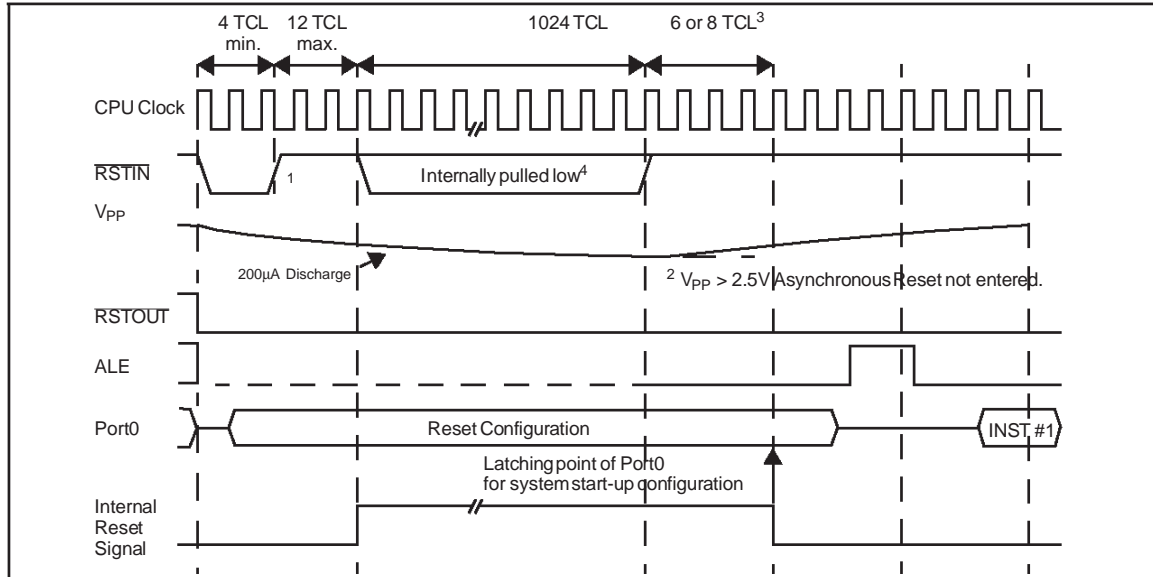 4 TCL min.
12 TCL max.
1024 TCL
6 or 8 TCL3
CPU Clock
RSTIN
1
Internally pulled low4
VPP
200µA Discharge
2 VPP > 2.5V Asynchronous Reset not entered.
RSTOUT
ALE
Port0
Reset Configuration
INST #1
Latching point of Port0
for system start-up configuration
Internal
Reset
Signal